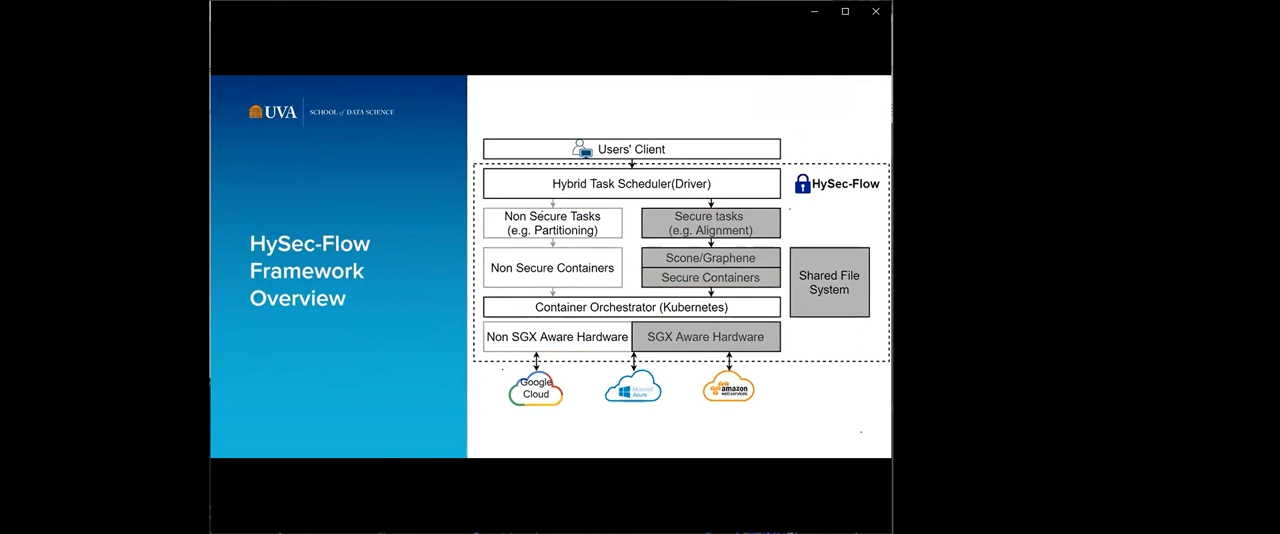 UVA SCHOOL of DATA SCIENCE
HySec-Flow
Framework
Overview
Users' Client
Hybrid Task Scheduler(Driver)
HySec-Flow
Non Secure Tasks
(e.g. Partitioning)
Secure tasks
(e.g. Alignment)
Non Secure Containers
Scone/Graphene
Secure Containers
Shared File
System
Container Orchestrator (Kubernetes)
Non SGX Aware Hardware
SGX Aware Hardware
Google
Cloud
Microsoft
Azure
amazon
webservices